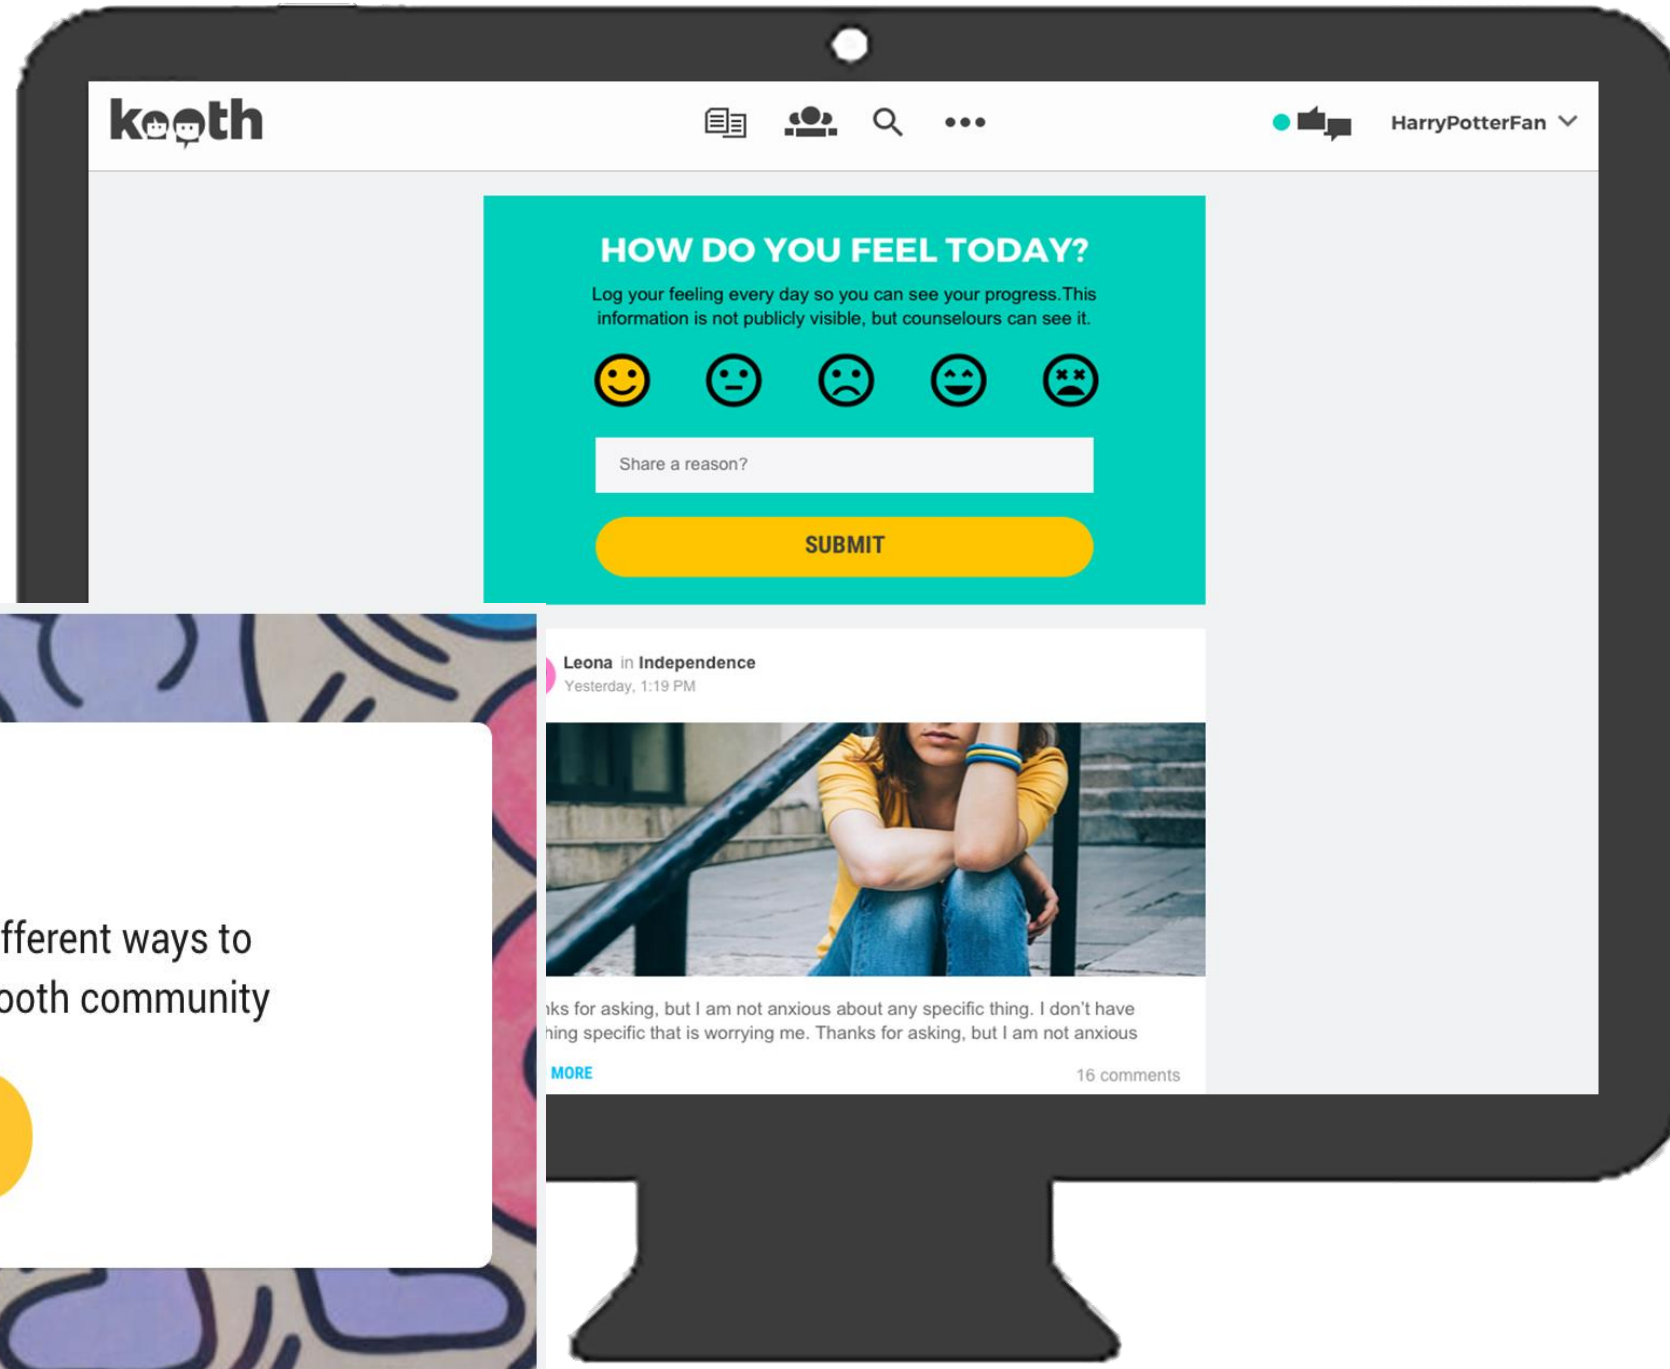 kooth
HarryPotterFan
HOW DO YOU FEEL TODAY?
Log your feeling every day so you can see your progress.This
information is not publicly visible, but counselours can see it.
Share a reason?
SUBMIT
Leona in Independence
Yesterday, 1:19 PM
for asking, but I am not anxious about any specific thing. I don't have
specific that is worrying me. Thanks for asking, but I am not anxious
MORE
16 comments
fferent ways to
ooth community